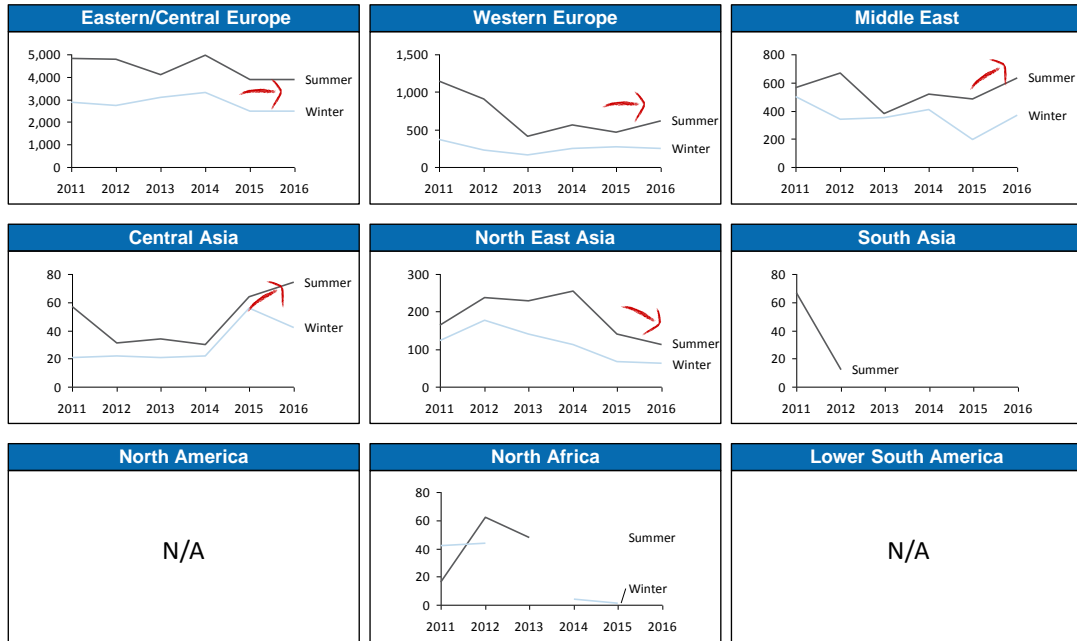 Eastern/Central Europe
5,000
4,000
3,000
2,000
1,000
0
Summer
Winter
2011 2012 2013 2014 2015 2016
Western Europe
1,500
1,000
500
0
Summer
Winter
2011 2012 2013 2014 2015 2016
Middle East
800
600
400
200
0
Summer
Winter
2011 2012 2013 2014 2015 2016
Central Asia
80
60
40
20
0
Summer
Winter
2011 2012 2013 2014 2015 2016
North East Asia
300
200
100
0
Summer
Winter
2011 2012 2013 2014 2015 2016
South Asia
80
60
40
20
0
Summer
2011 2012 2013 2014 2015 2016
North America
N/A
North Africa
80
60
40
20
0
Summer
Winter
2011 2012 2013 2014 2015 2016
Lower South America
N/A